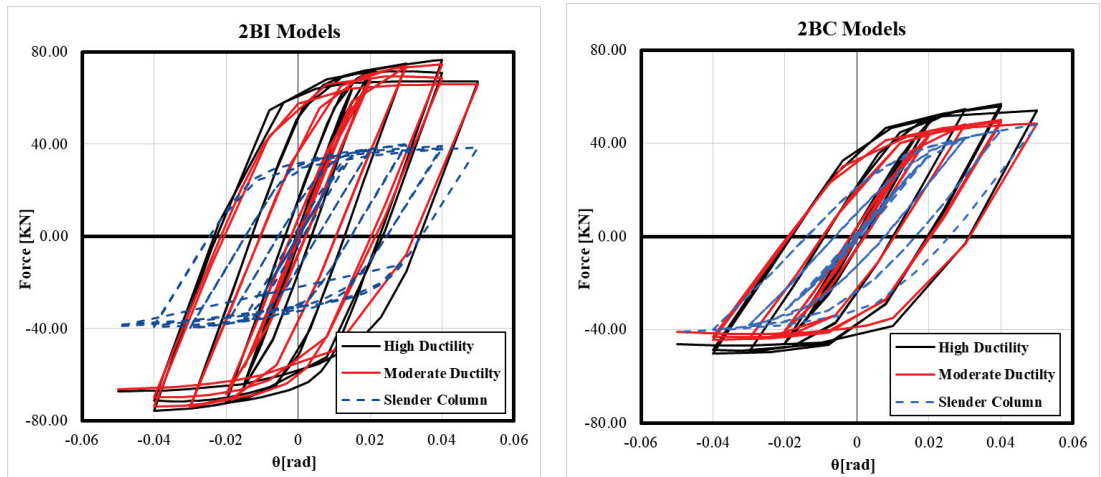 2BI Models
80.00
40.00
0.00
-40.00
-80.00
Force [KN]
-0.06 -0.04 -0.02 0 0.02 0.04 0.06
θ[rad]
High Ductility
Moderate Ductilty
Slender Column
2BC Models
80.00
40.00
0.00
-40.00
-80.00
Force [KN]
-0.06 -0.04 -0.02 0 0.02 0.04 0.06
θ[rad]
High Ductility
Moderate Ductility
Slender Column